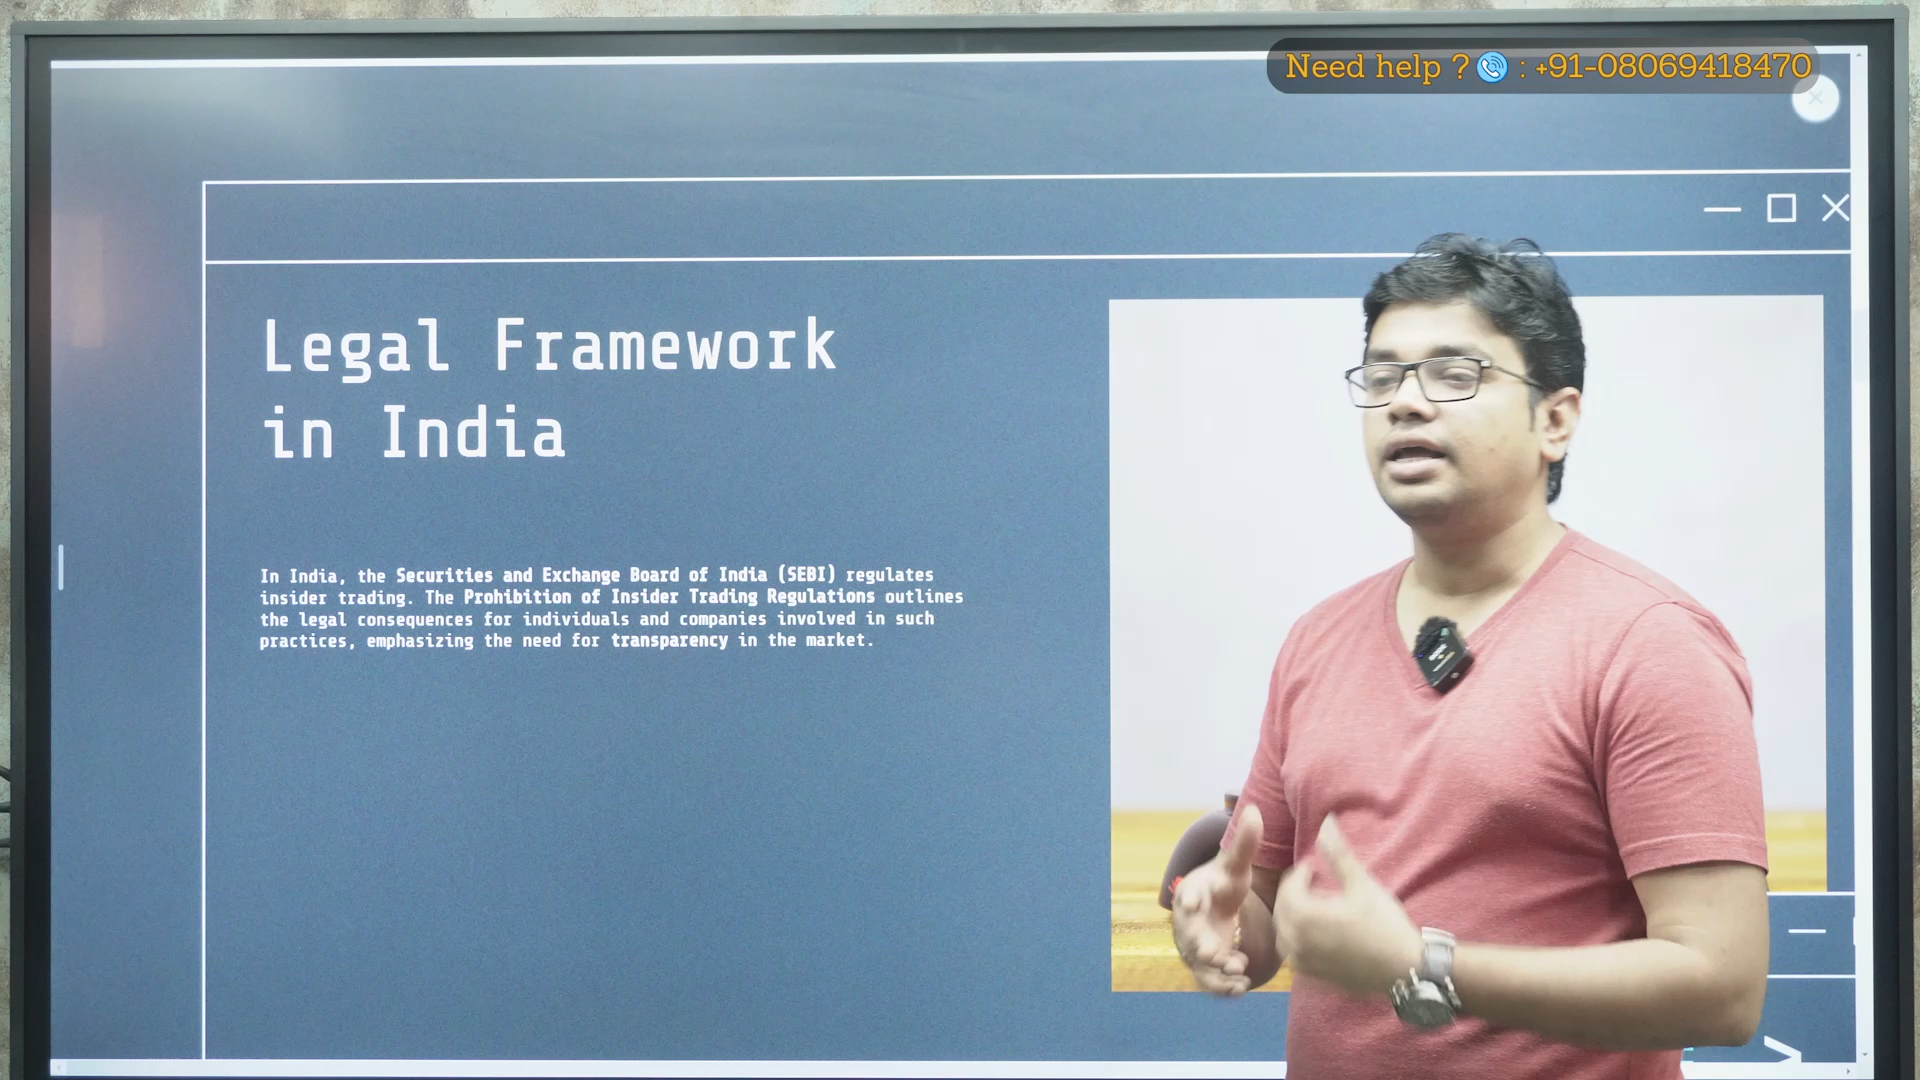 Need help ? : +91-08069418470
Legal Framework
in India
In India, the Securities and Exchange Board of India (SEBI) regulates
insider trading. The Prohibition of Insider Trading Regulations outlines
the legal consequences for individuals and companies involved in such
practices, emphasizing the need for transparency in the market.